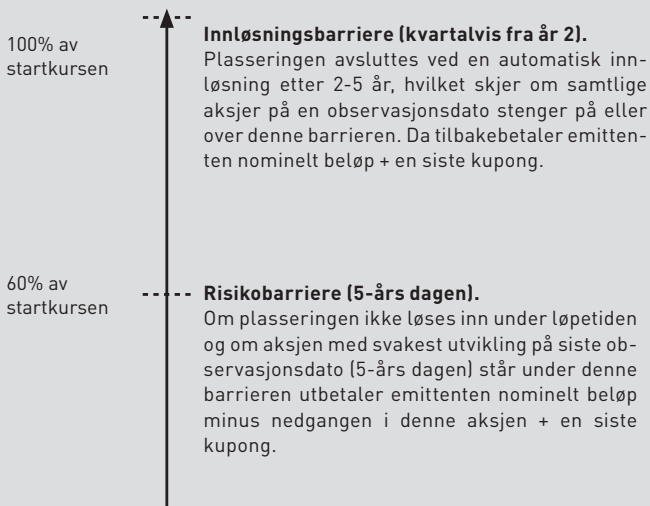 100% av
startkursen
Innløsningsbarriere (kvartalvis fra år 2).
Plasseringen avsluttes ved en automatisk inn-
løsning etter 2-5 år, hvilket skjer om samtlige
aksjer på en observasjonsdato stenger på eller
over denne barrieren. Da tilbakebetaler emitten-
ten nominelt beløp + en siste kupong.
60% av
startkursen
Risikobarriere (5-års dagen).
Om plasseringen ikke løses inn under løpetiden
og om aksjen med svakest utvikling på siste ob-
servasjonsdato (5-års dagen) står under denne
barrieren utbetaler emittenten nominelt beløp
minus nedgangen i denne aksjen + en siste
kupong.